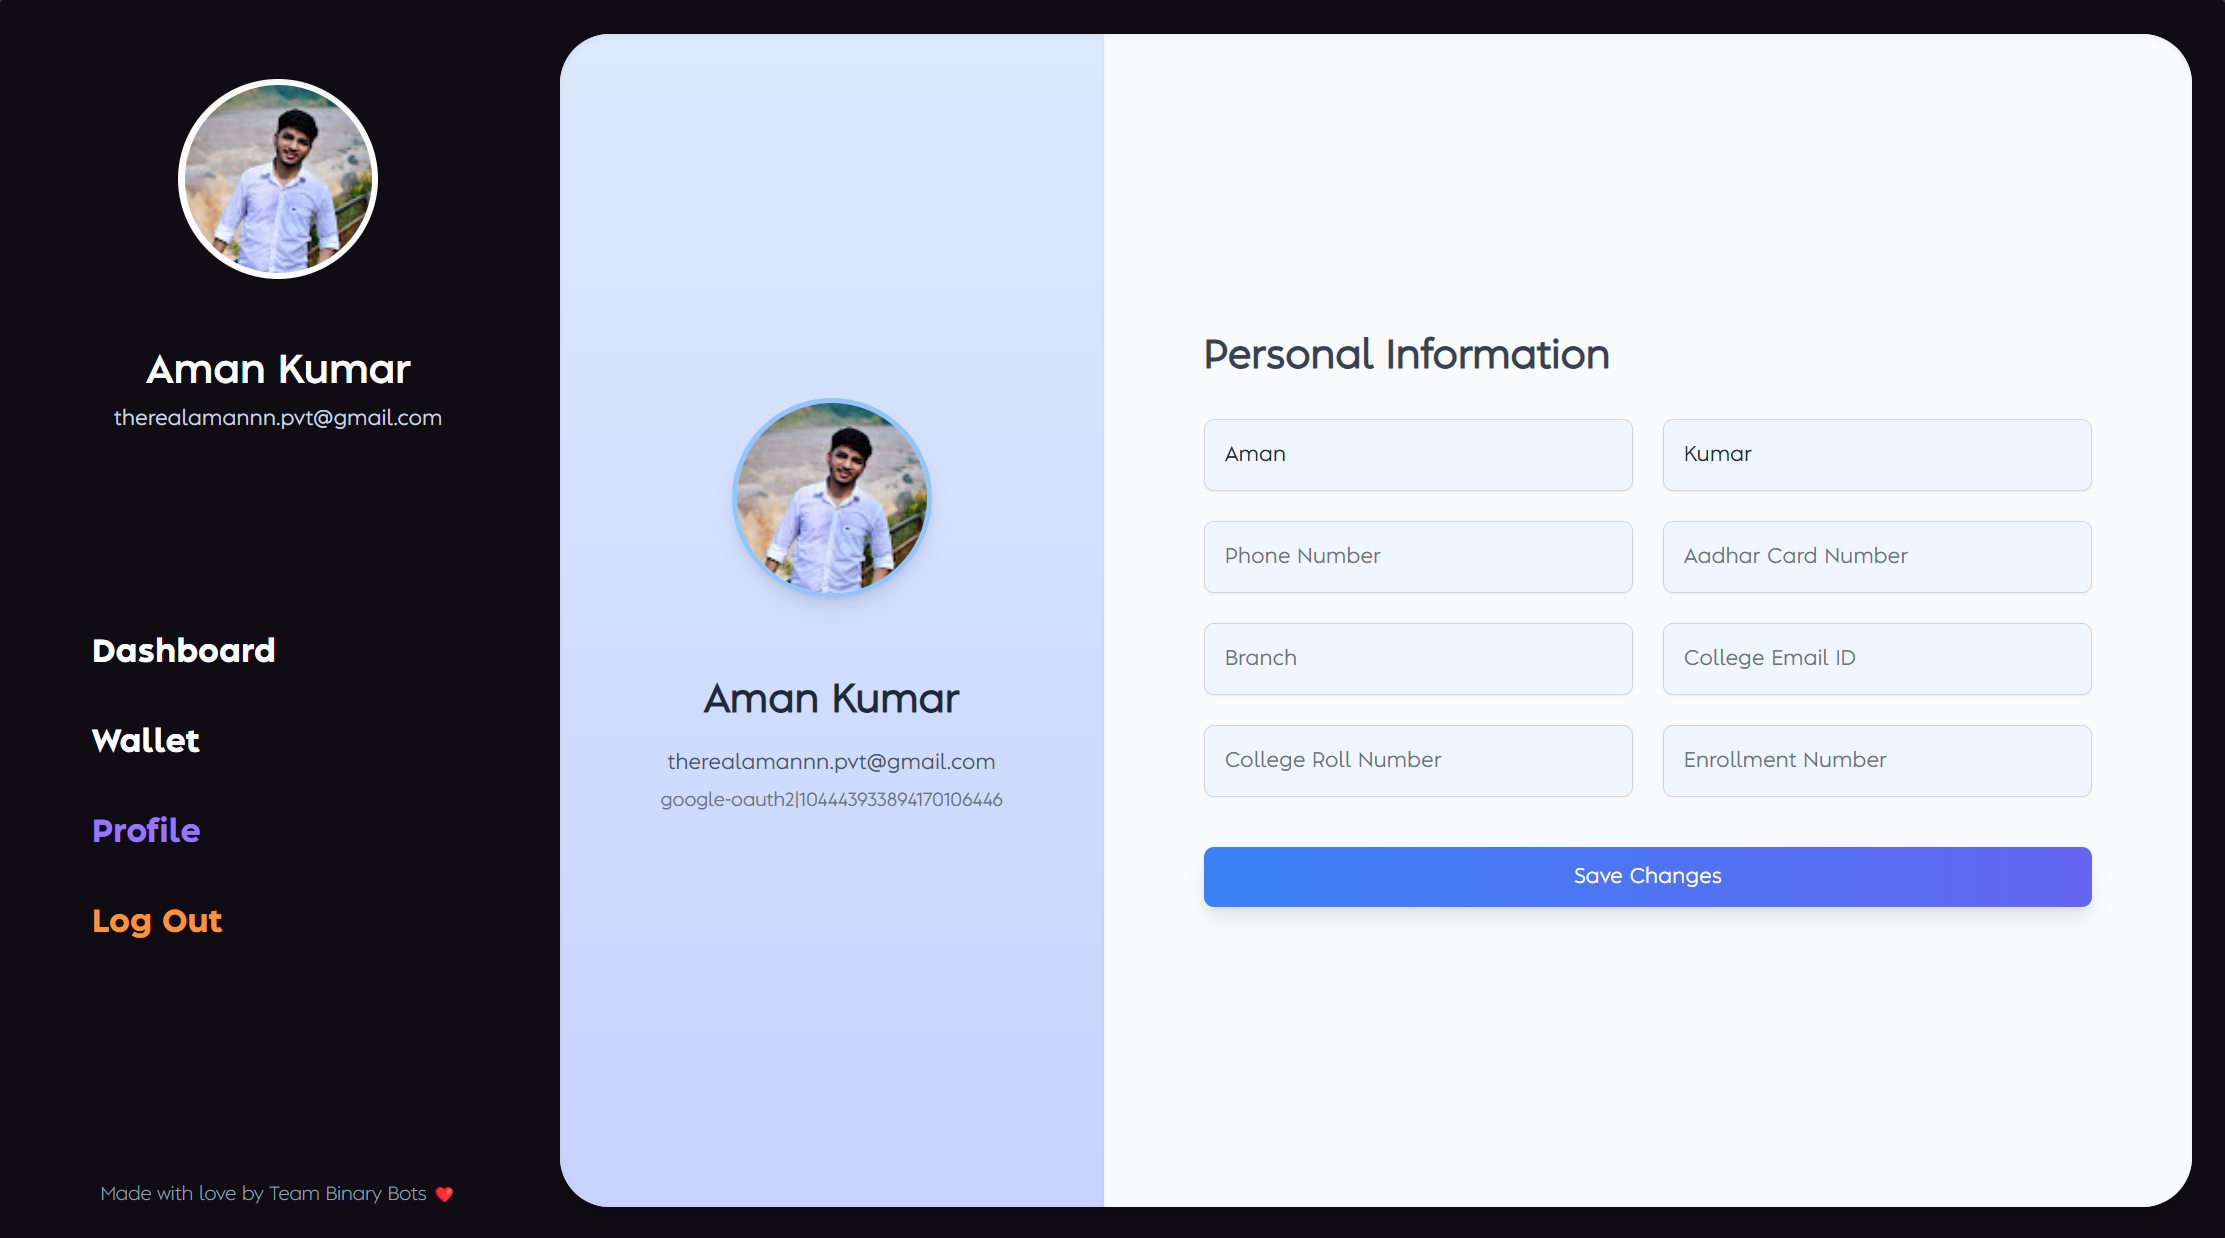 Aman Kumar
therealamannn.pvt@gmail.com
Dashboard
Wallet
Profile
Log Out
Made with love by Team Binary Bots ❤️
Aman Kumar
therealamannn.pvt@gmail.com
google-oauth2|104443933894170106446
Personal Information
Aman
Kumar
Phone Number
Aadhar Card Number
Branch
College Email ID
College Roll Number
Enrollment Number
Save Changes